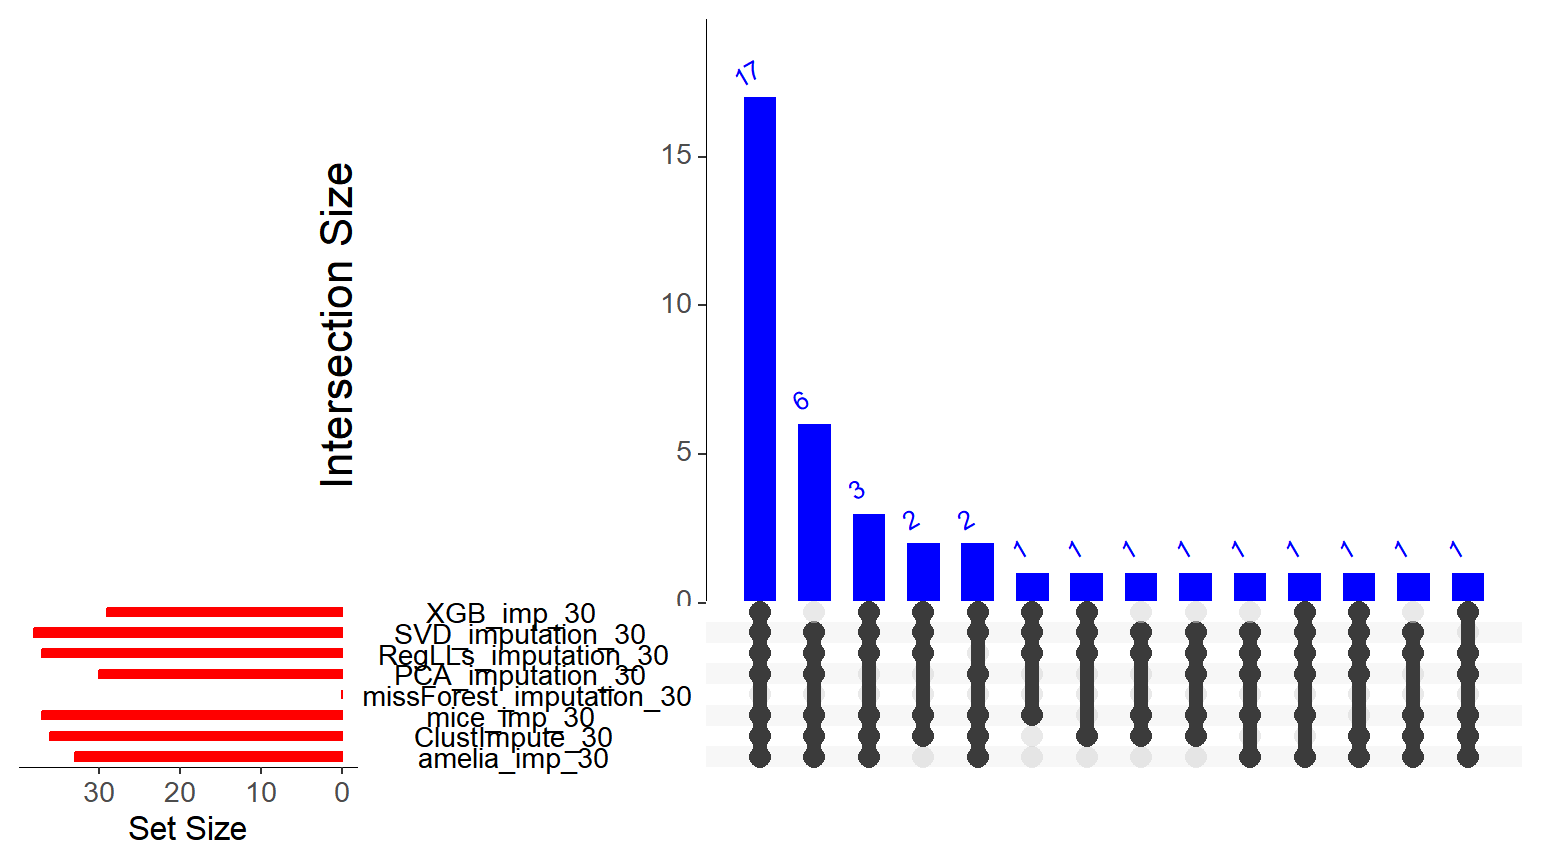 Intersection Size
15
10
5
0
17
6
3
2
2
1
1
1
1
1
1
1
1
1
XGB_imp_30
SVD_imputation_30
RegLLs_imputation_30
PCA_imputation_30
missForest_imputation_30
mice_imp_30
ClustImpute_30
amelia_imp_30
30 20 10 0
Set Size